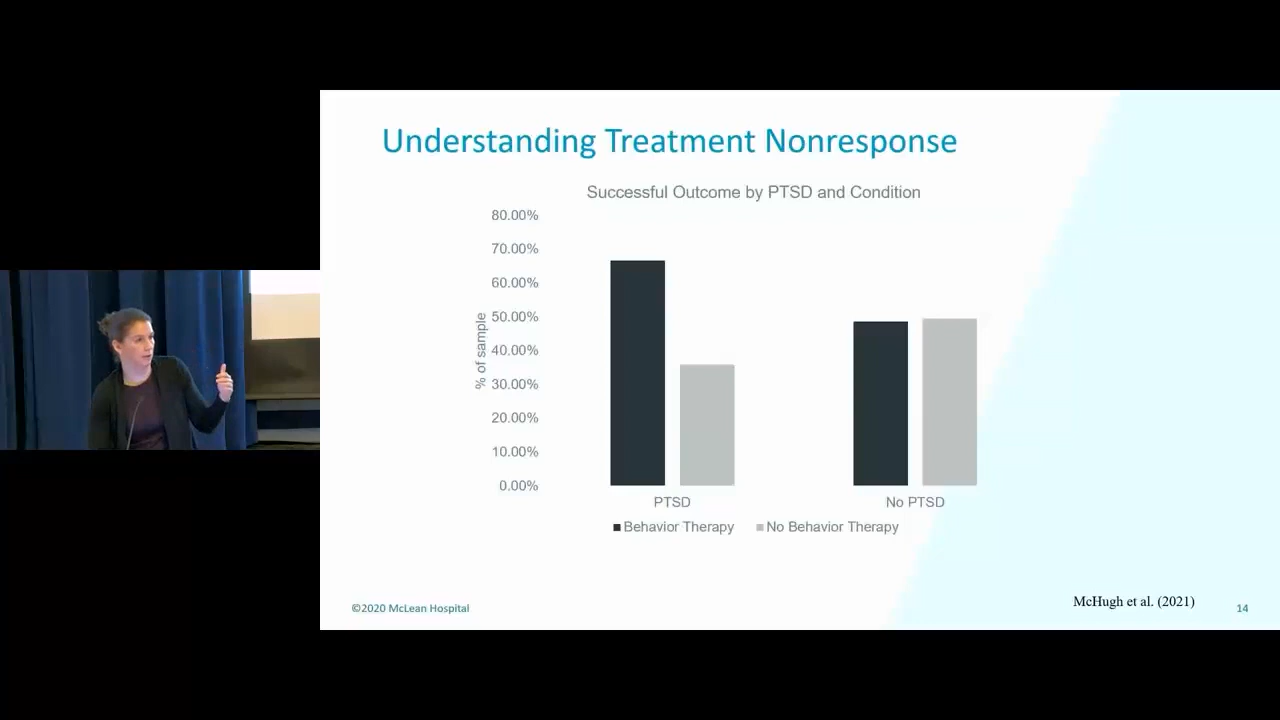 Understanding Treatment Nonresponse
Successful Outcome by PTSD and Condition
80.00%
70.00%
60.00%
50.00%
40.00%
30.00%
20.00%
10.00%
0.00%
% of sample
PTSD
No PTSD
Behavior Therapy
No Behavior Therapy
©2020 McLean Hospital
McHugh et al. (2021)
14